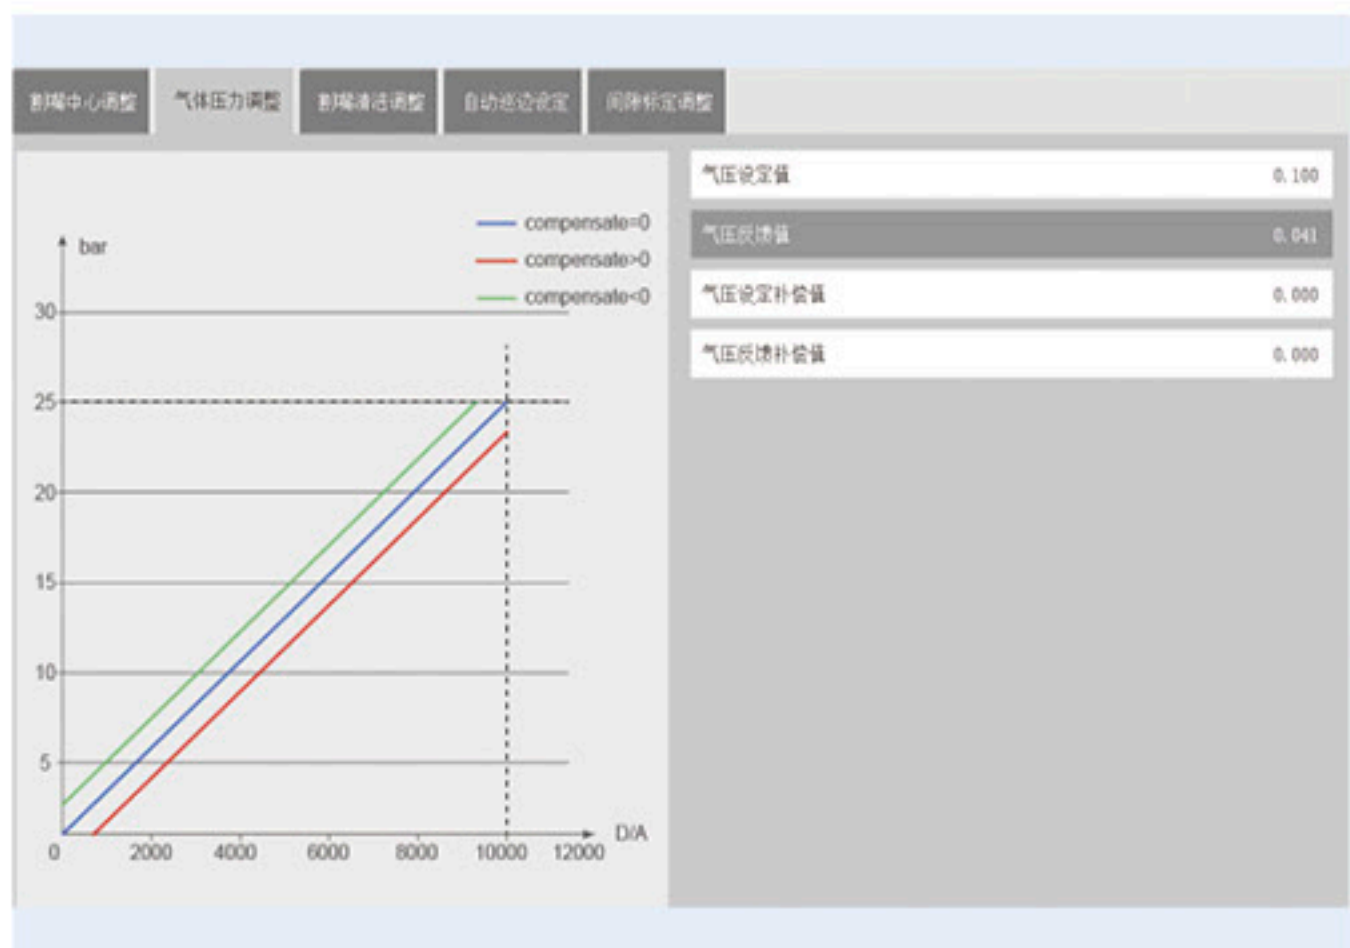 割嘴中心调整
气体压力调整
割嘴清洁调整
自动巡边设定
间隙标定调整
气压设定值 0.100
气压反馈值 0.041
气压设定补偿值 0.000
气压反馈补偿值 0.000
compensate=0
compensate>0
compensate<0
bar
30
25
20
15
10
5
0 2000 4000 6000 8000 10000 12000
D/A